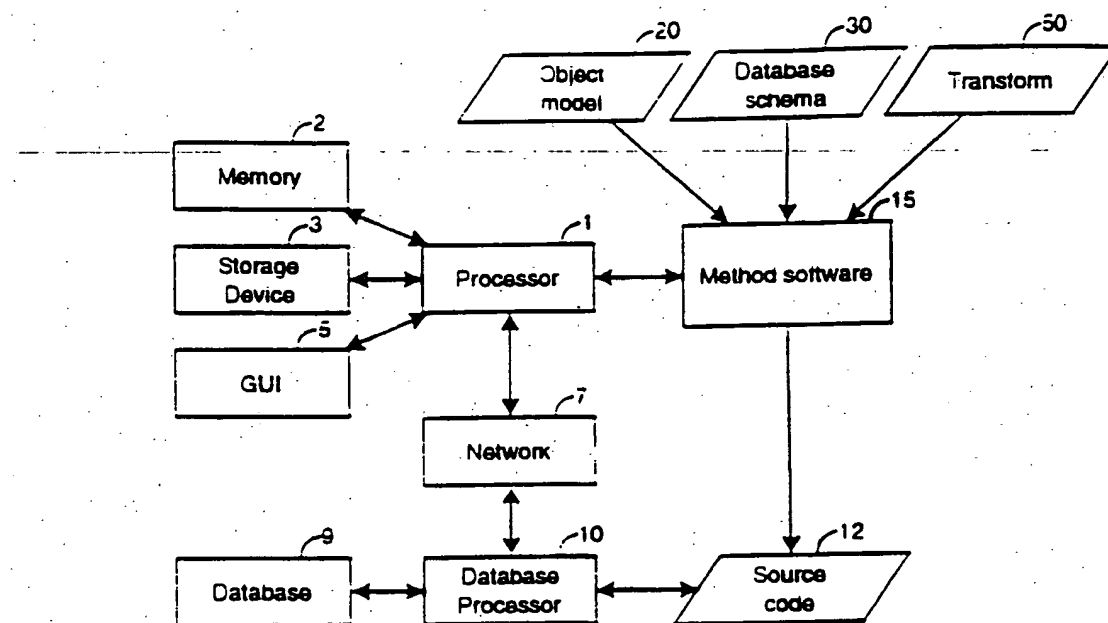 20
30
50
Object
model
Database
schema
Transform
2
Memory
3
Storage
Device
1
Processor
15
Method software
5
GUI
7
Network
9
Database
10
Database
Processor
12
Source
code